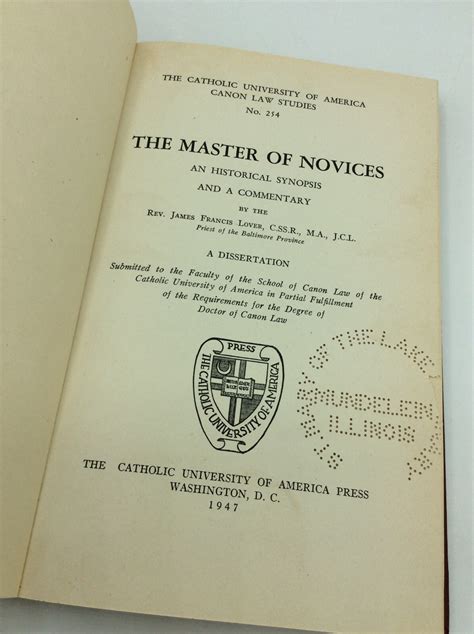 THE CATHOLIC UNIVERSITY OF AMERICA
CANON LAW STUDIES
No. 254
THE MASTER OF NOVICES
AN HISTORICAL SYNOPSIS
AND A COMMENTARY
BY THE
REV. JAMES FRANCIS LOVER, C.SS.R., M.A., J.C.L.
Priest of the Baltimore Province
A DISSERTATION
Submitted to the Faculty of the School of Canon Law of the
Catholic University of America in Partial Fulfillment
of the Requirements for the Degree of
Doctor of Canon Law
PRESS
THE CATHOLIC UNIVERSITY OF AMERICA
OF THE LAKE
MUNDELEIN
ILLINOIS
THE CATHOLIC UNIVERSITY OF AMERICA PRESS
WASHINGTON, D. C.
1947